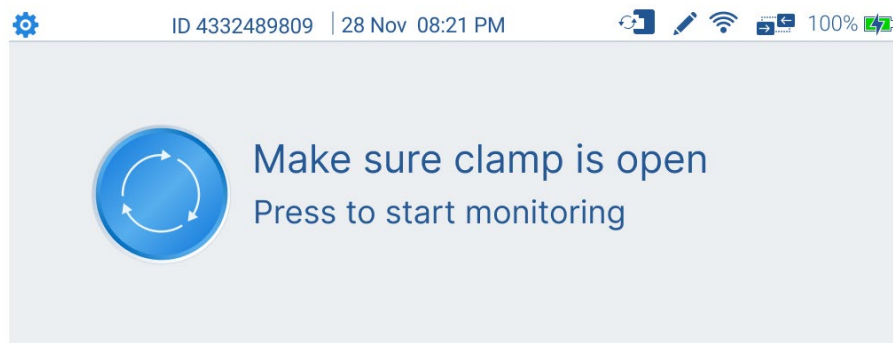 ID 4332489809 28 Nov 08:21 PM 100%
Make sure clamp is open
Press to start monitoring